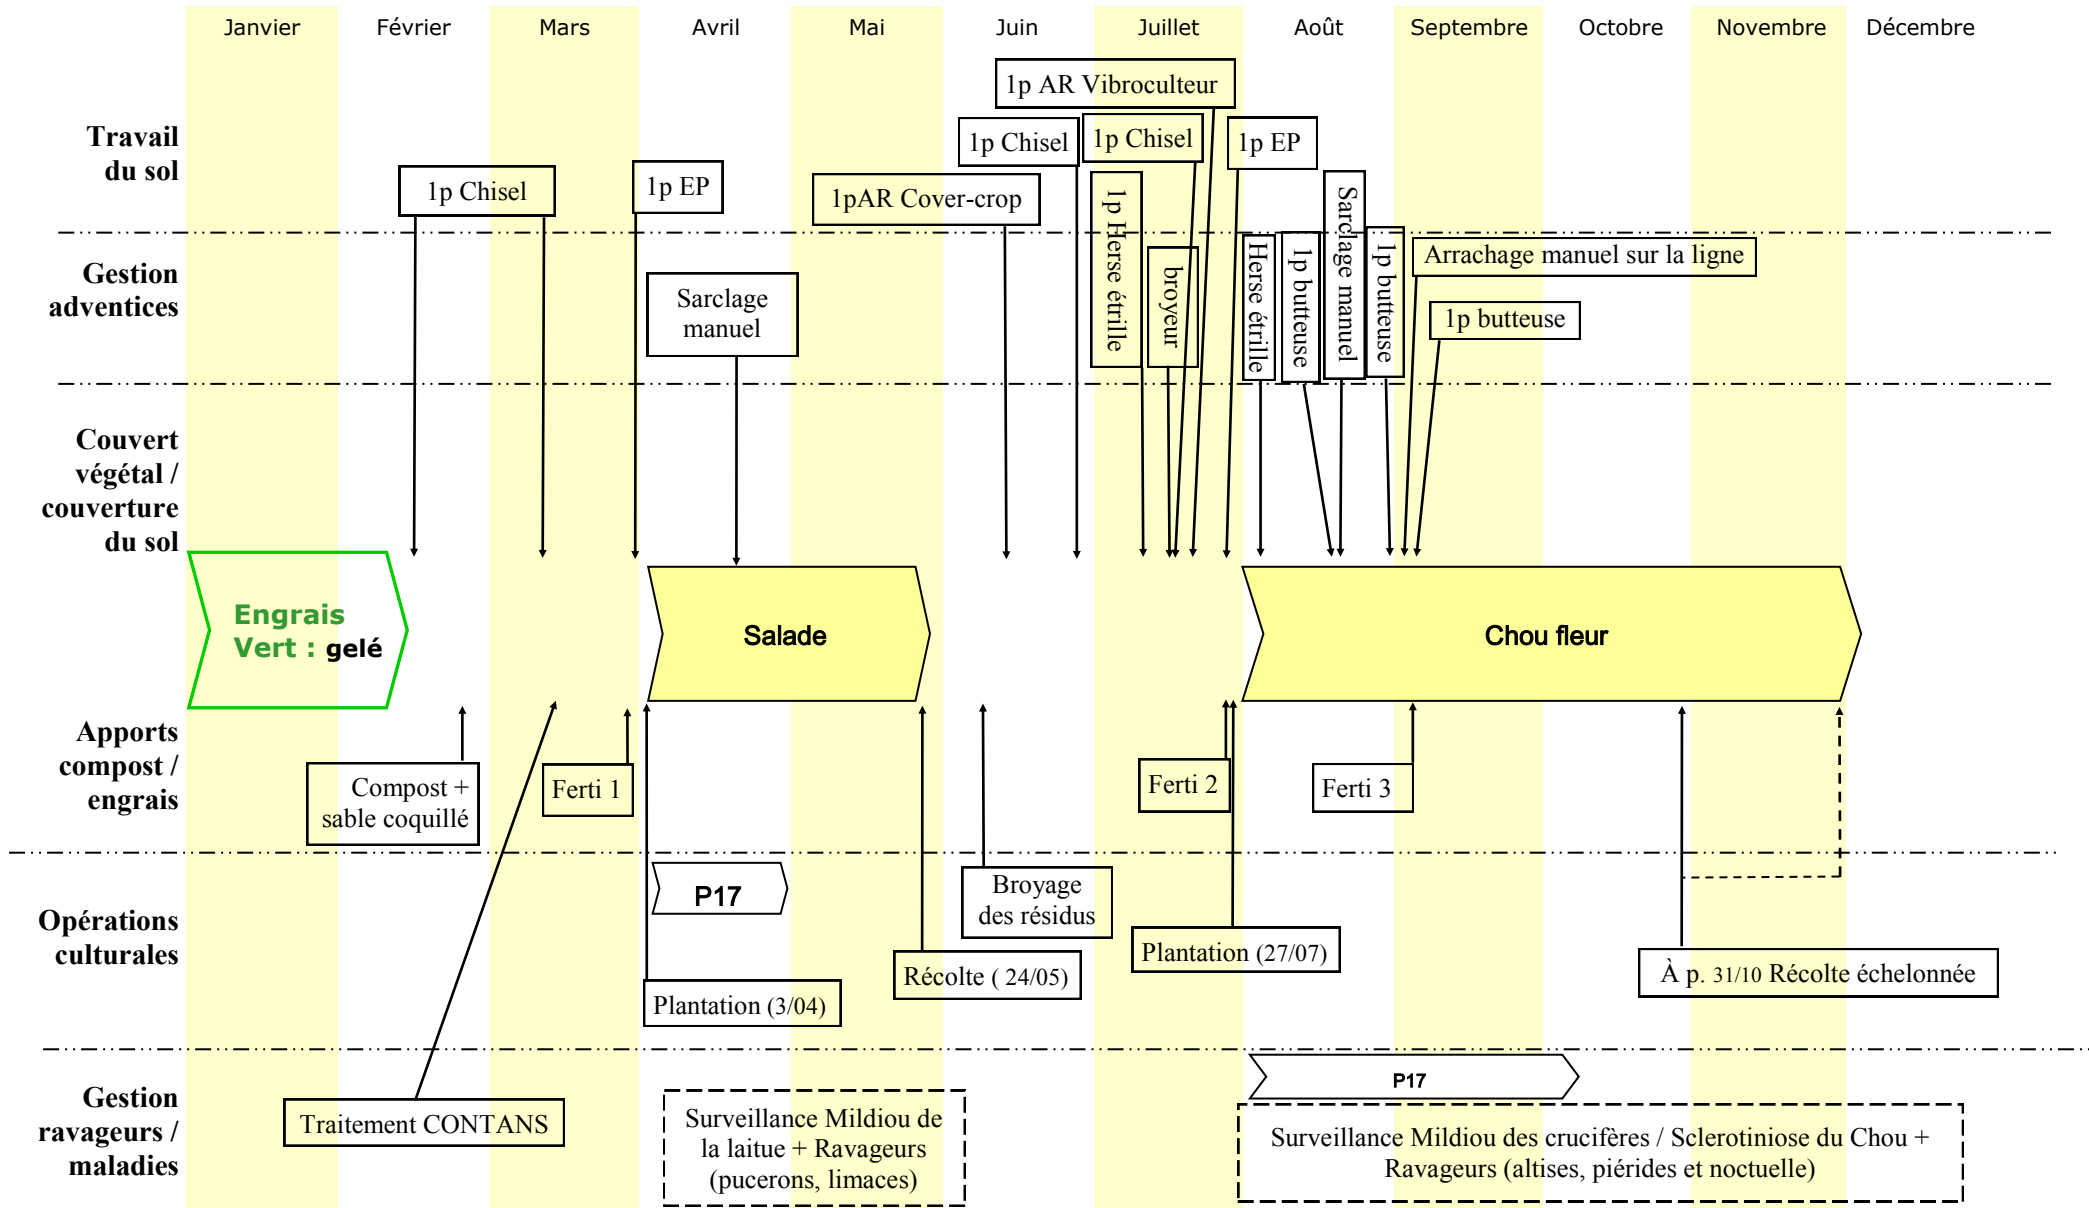 Janvier
Février
Mars
Avril
Mai
Juin
Juillet
Août
Septembre
Octobre
Novembre
Décembre
Travail
du sol
1p Chisel
1p EP
1pAR Cover-crop
1p AR Vibroculteur
1p Chisel
1p Chisel
1p EP
Gestion
adventices
Sarclage
manuel
1p Herse étrille
broyeur
Herse étrille
1p butteuse
Sarclage manuel
1p butteuse
Arrachage manuel sur la ligne
1p butteuse
Couvert
végétal /
couverture
du sol
Engrais
Vert : gelé
Salade
Chou fleur
Apports
compost /
engrais
Compost +
sable coquillé
Ferti 1
Ferti 2
Ferti 3
Opérations
culturales
P17
Plantation (3/04)
Récolte ( 24/05)
Broyage
des résidus
Plantation (27/07)
À p. 31/10 Récolte échelonnée
Gestion
ravageurs /
maladies
Traitement CONTANS
Surveillance Mildiou de
la laitue + Ravageurs
(pucerons, limaces)
P17
Surveillance Mildiou des crucifères / Sclerotiniose du Chou +
Ravageurs (altises, piérides et noctuelle)